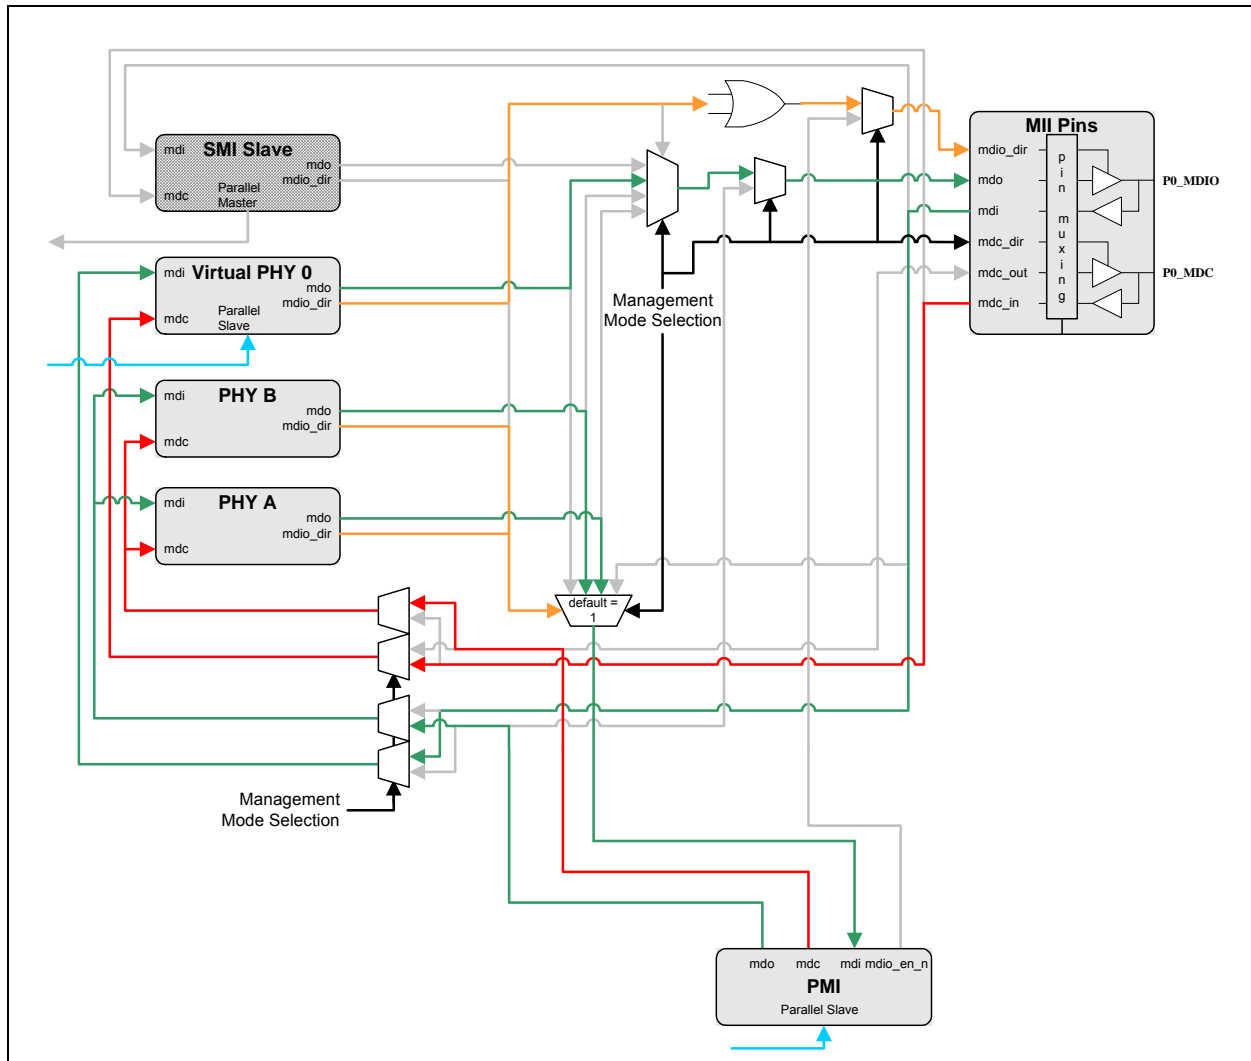 mdi
SMI Slave
mdo
mdio_dir
mdc
Parallel
Master
mdi
Virtual PHY 0
mdo
mdio_dir
mdc
Parallel
Slave
mdi
PHY B
mdo
mdio_dir
mdc
mdi
PHY A
mdo
mdio_dir
mdc
MII Pins
mdio_dir
mdo
mdi
mdc_dir
mdc_out
mdc_in
pin muxing
P0_MDIO
P0_MDC
Management
Mode Selection
default =
1
Management
Mode Selection
mdo
mdc
mdi
mdio_en_n
PMI
Parallel Slave